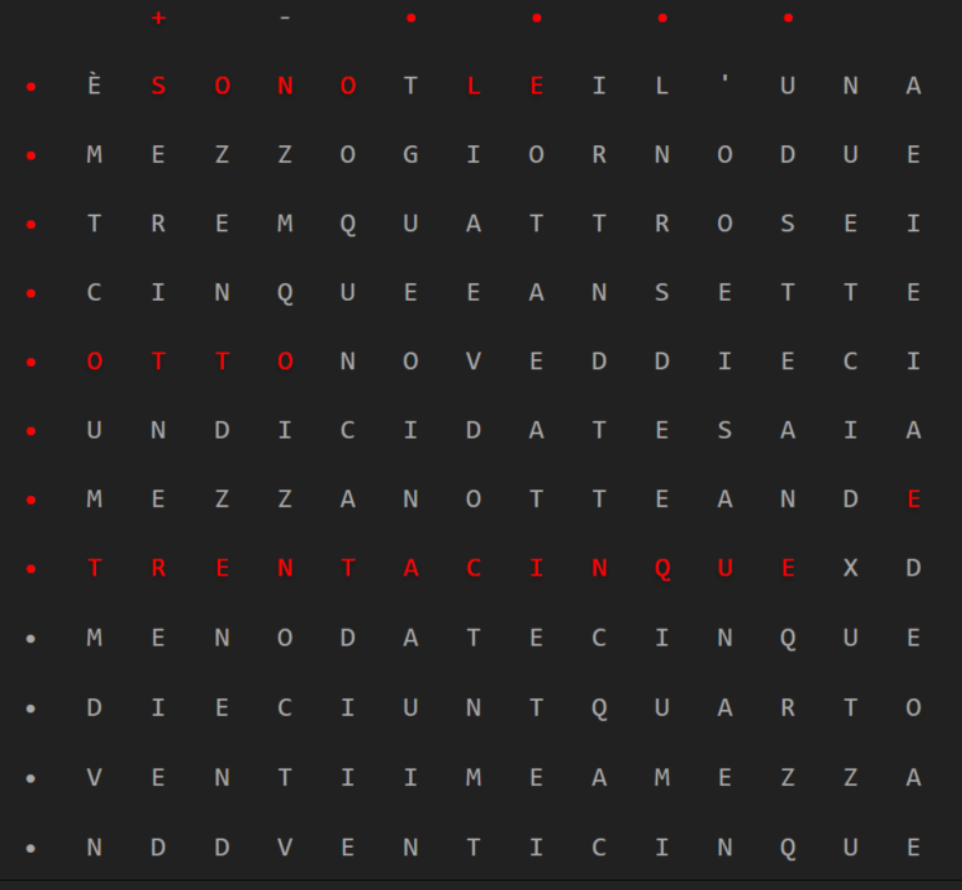 + - • • • •
• È S O N O T L E I L ' U N A
• M E Z Z O G I O R N O D U E
• T R E M Q U A T T R O S E I
• C I N Q U E E A N S E T T E
• O T T O N O V E D D I E C I
• U N D I C I D A T E S A I A
• M E Z Z A N O T T E A N D E
• T R E N T A C I N Q U E X D
• M E N O D A T E C I N Q U E
• D I E C I U N T Q U A R T O
• V E N T I I M E A M E Z Z A
• N D D V E N T I C I N Q U E